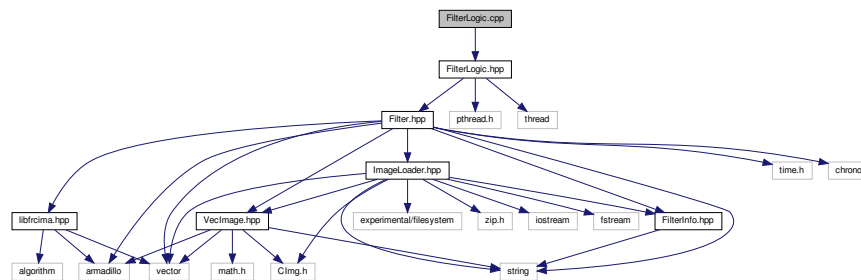 FilterLogic.cpp
FilterLogic.hpp
Filter.hpp
pthread.h
thread
ImageLoader.hpp
time.h
chrono
libfrcima.hpp
VecImage.hpp
experimental/filesystem
zip.h
iostream
fstream
FilterInfo.hpp
algorithm
armadillo
vector
math.h
CImg.h
string